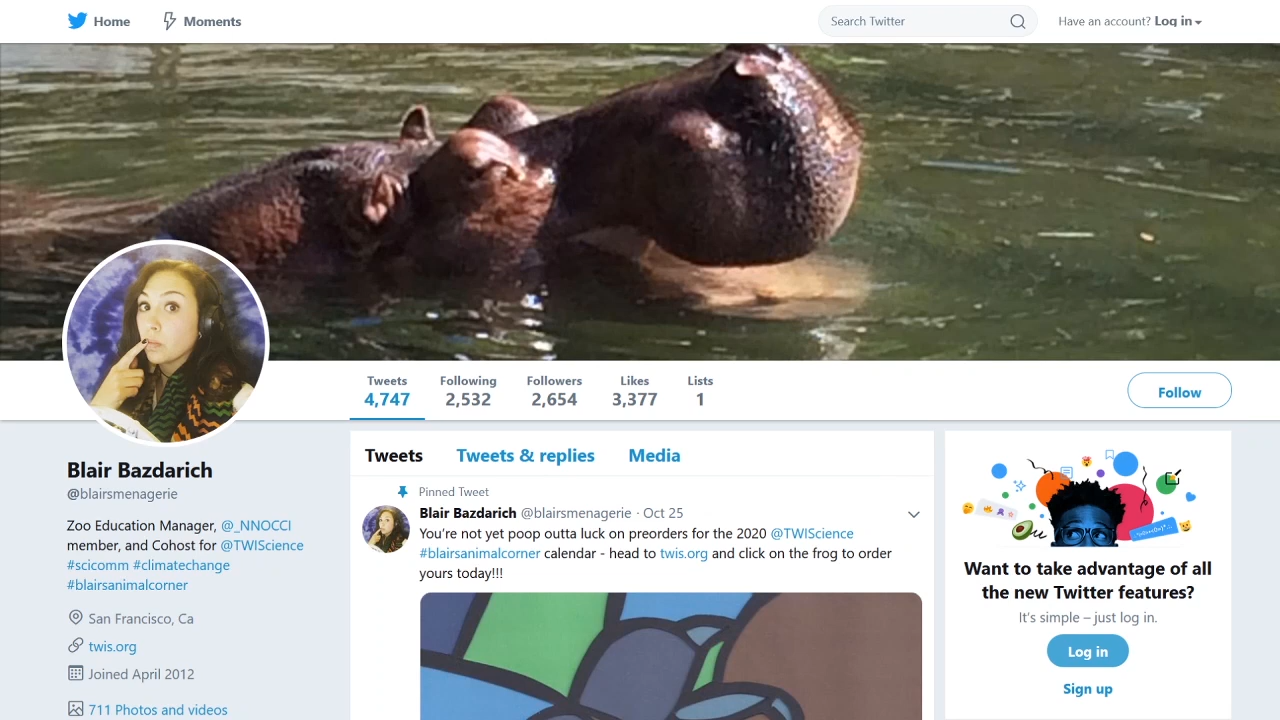 Home
Moments
Search Twitter
Have an account? Log in
Tweets
4,747
Following
2,532
Followers
2,654
Likes
3,377
Lists
1
Follow
Blair Bazdarich
@blairsmenagerie
Zoo Education Manager, @_NNOCCI
member, and Cohost for @TWIScience
#scicomm #climatechange
#blairsanimalcorner
San Francisco, Ca
twis.org
Joined April 2012
711 Photos and videos
Tweets
Tweets & replies
Media
Pinned Tweet
Blair Bazdarich @blairsmenagerie · Oct 25
You're not yet poop outta luck on preorders for the 2020 @TWIScience
#blairsanimalcorner calendar - head to twis.org and click on the frog to order
yours today!!!
Want to take advantage of all
the new Twitter features?
It's simple – just log in.
Log in
Sign up